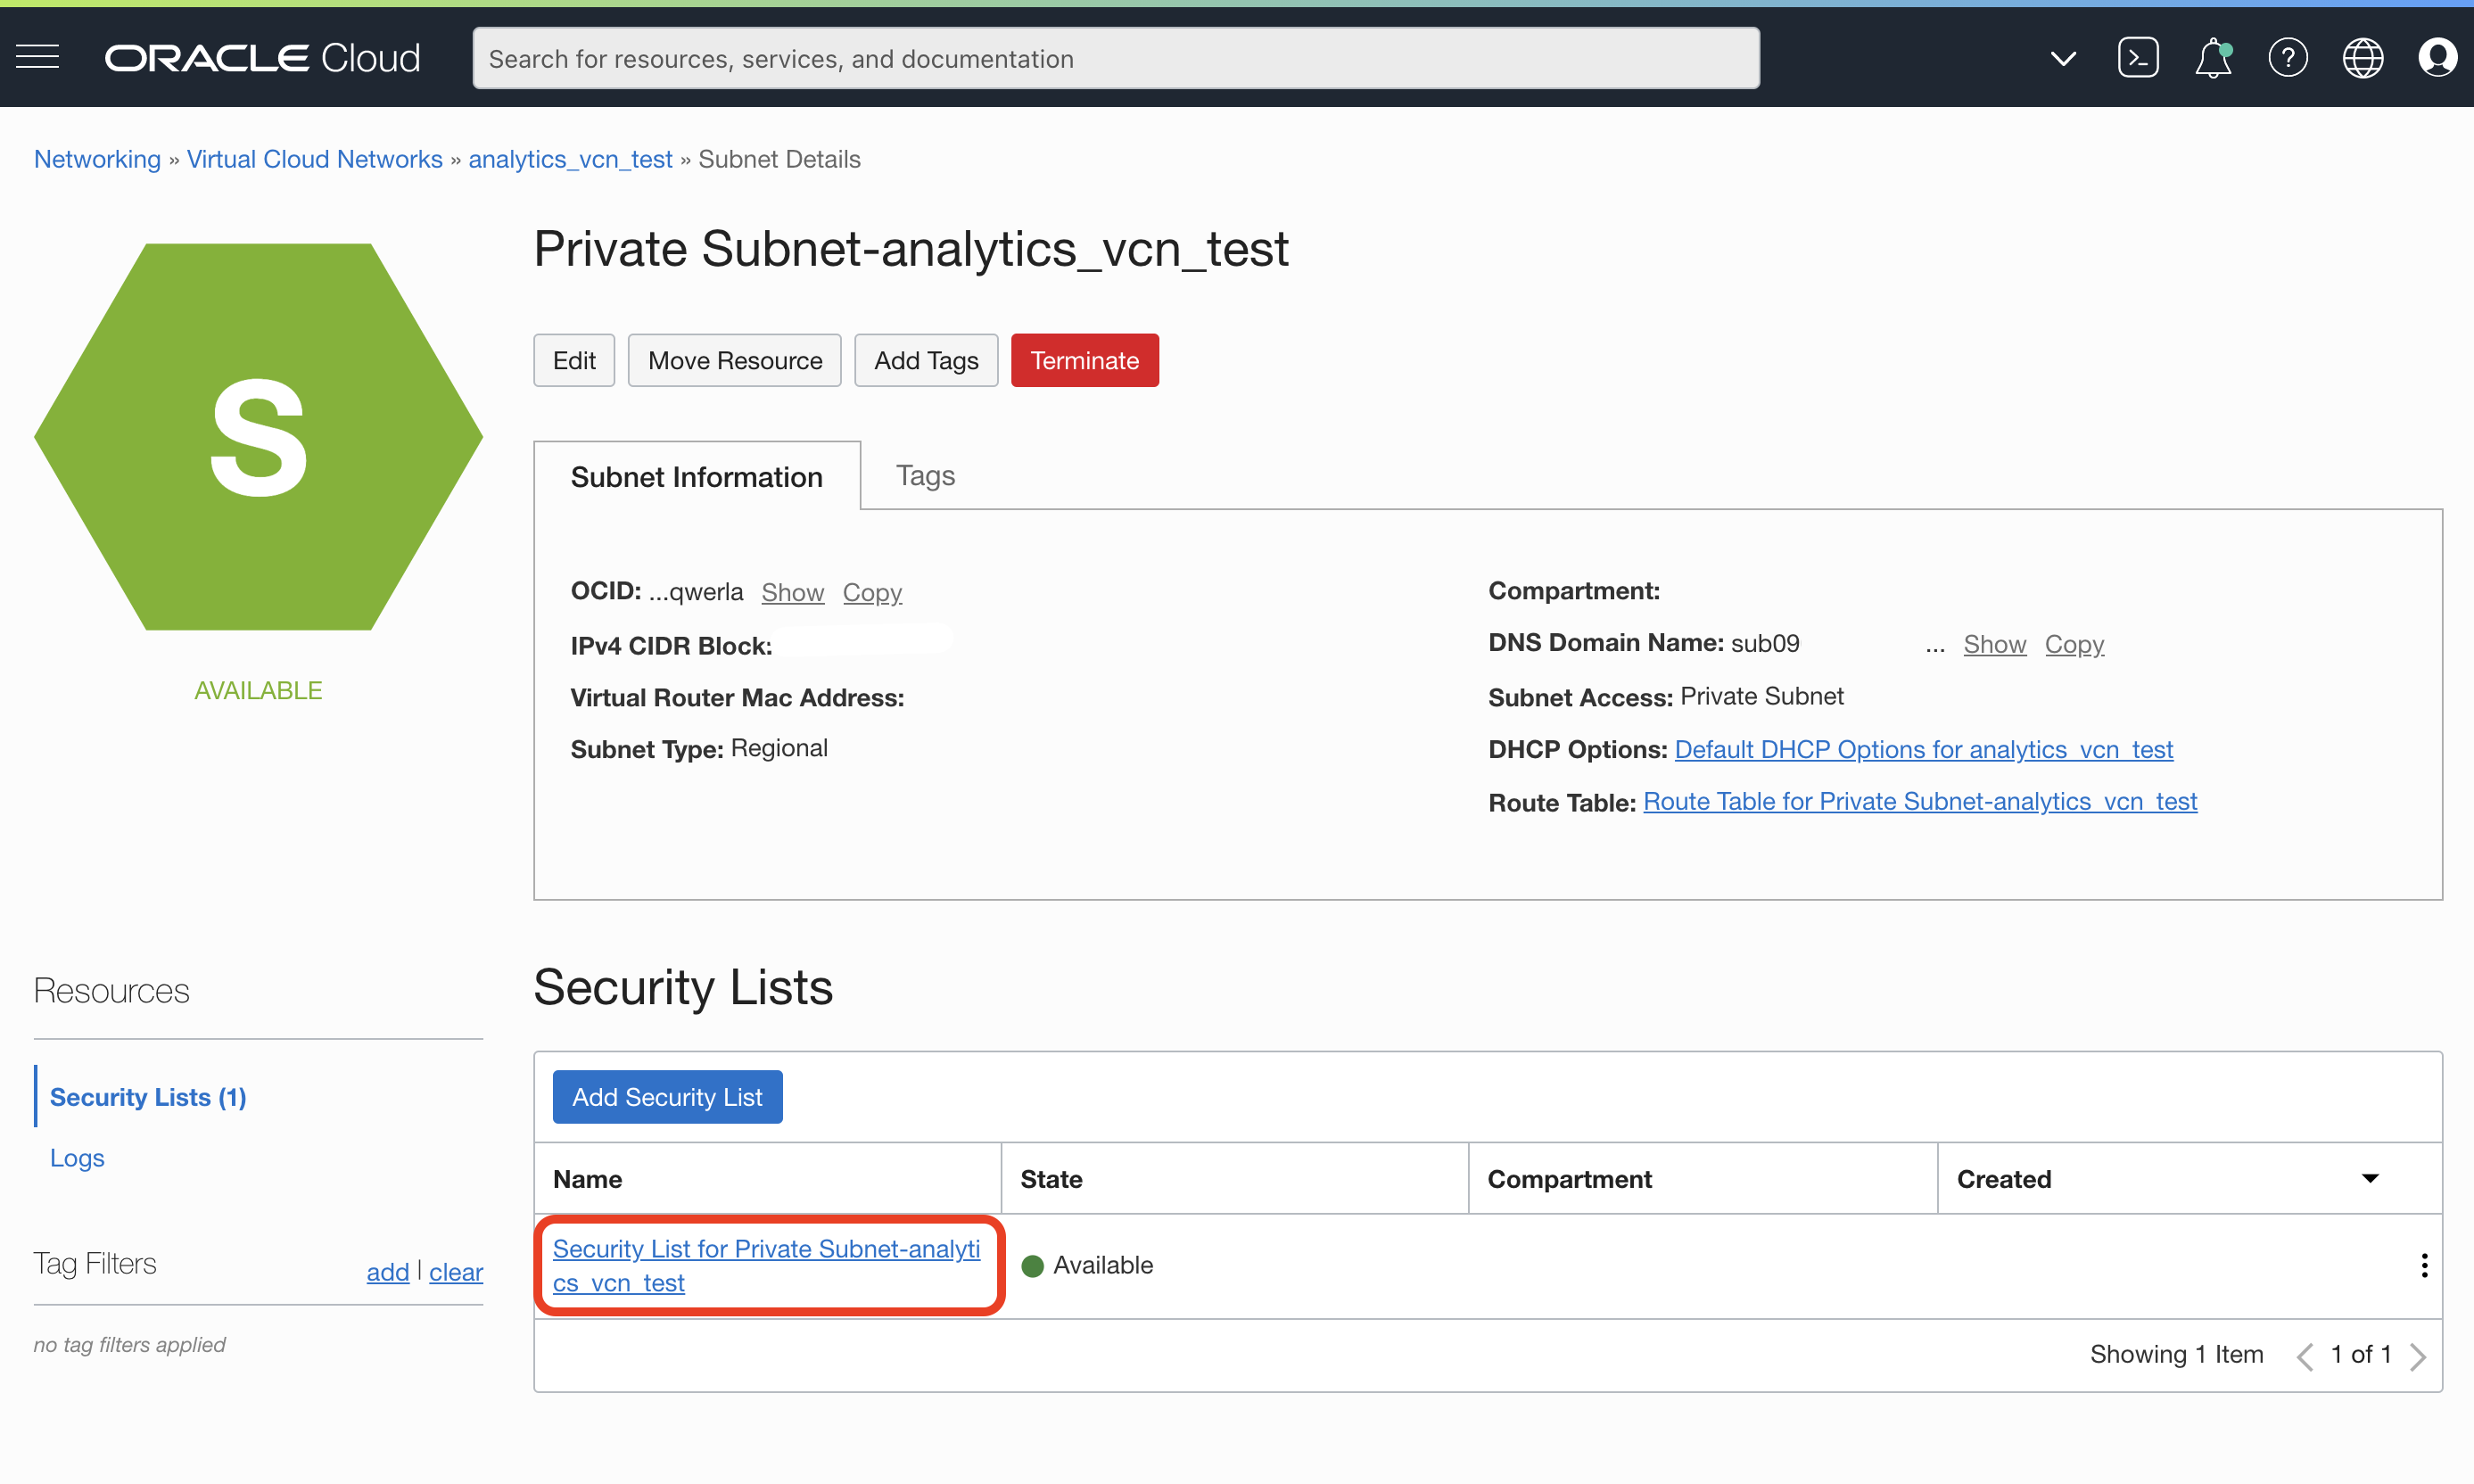 ORACLE Cloud
Search for resources, services, and documentation
Networking » Virtual Cloud Networks » analytics_vcn_test » Subnet Details
S
AVAILABLE
Private Subnet-analytics_vcn_test
Edit
Move Resource
Add Tags
Terminate
Subnet Information
Tags
OCID: ...qwerla Show Copy
IPv4 CIDR Block:
Virtual Router Mac Address:
Subnet Type: Regional
Compartment:
DNS Domain Name: sub09 ... Show Copy
Subnet Access: Private Subnet
DHCP Options: Default DHCP Options for analytics_vcn_test
Route Table: Route Table for Private Subnet-analytics_vcn_test
Resources
Security Lists (1)
Logs
Tag Filters
add | clear
no tag filters applied
Security Lists
Add Security List
Name
State
Compartment
Created
Security List for Private Subnet-analyti
cs_vcn_test
Available
Showing 1 Item
1 of 1